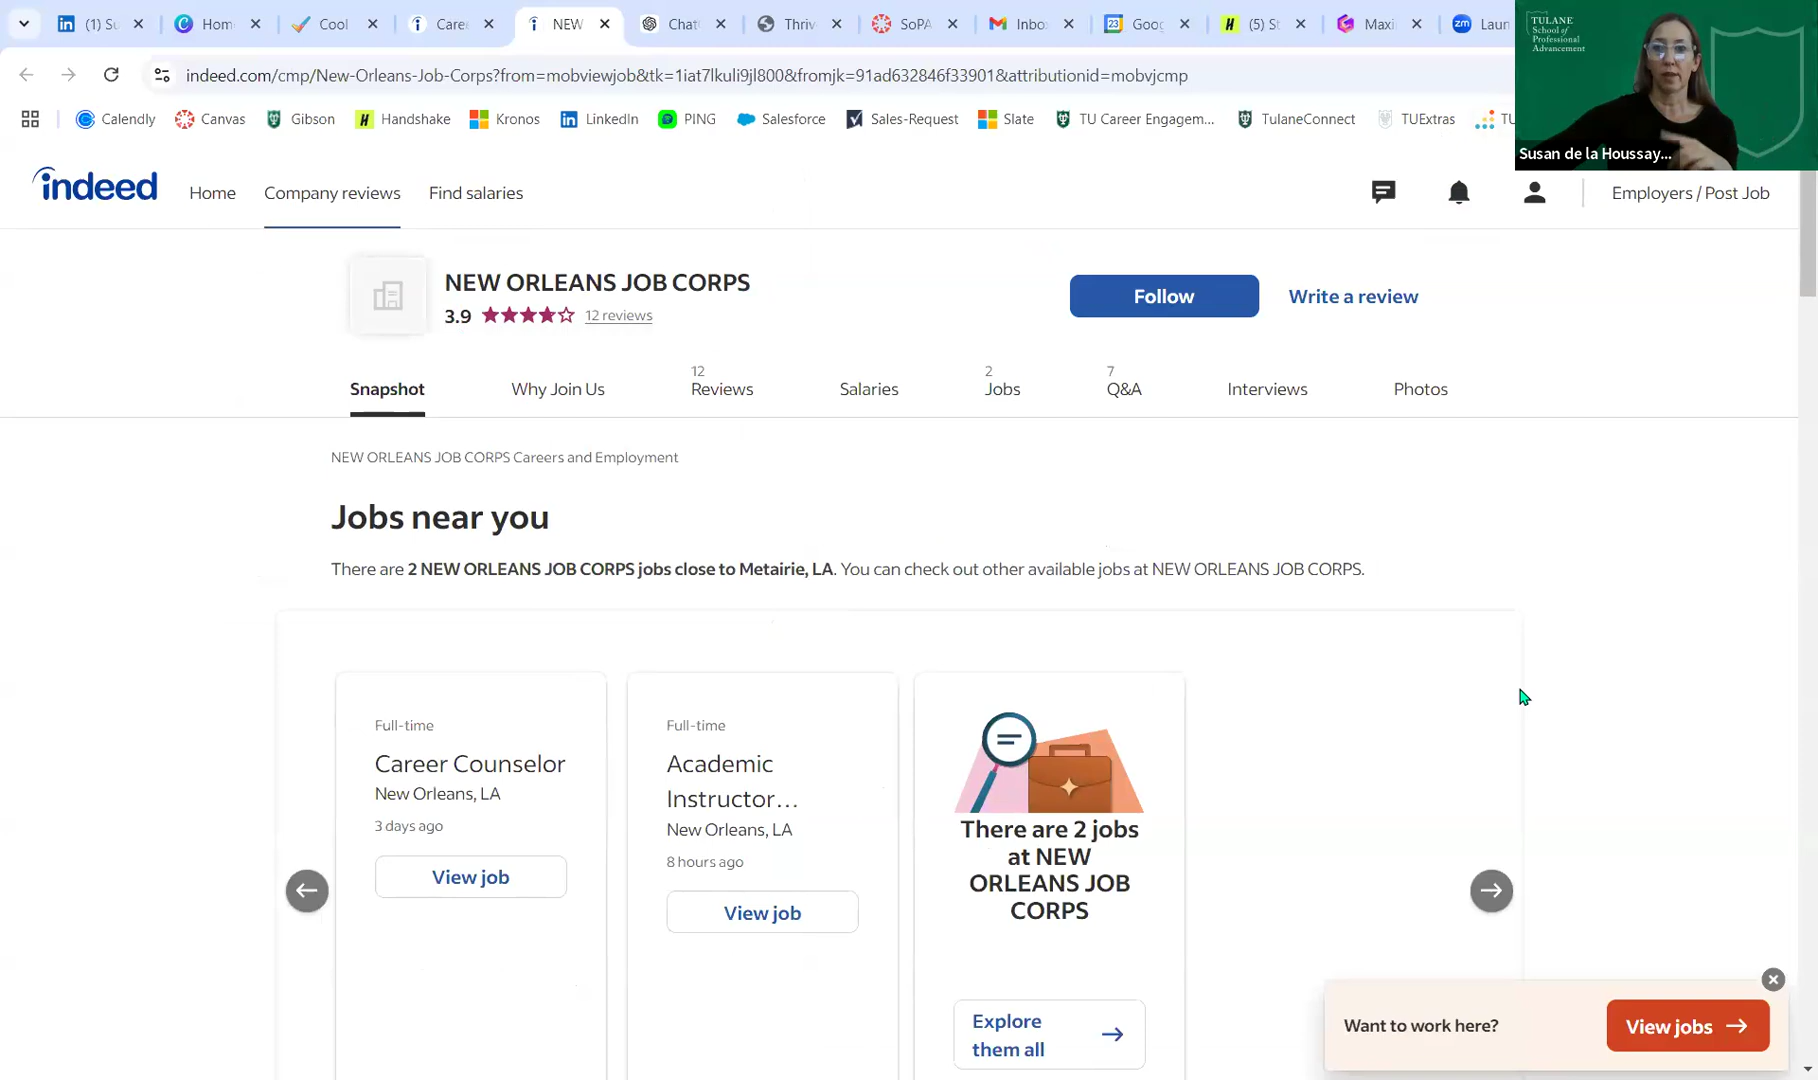 (1) Su
Hom
Cool
Caree
NEW
Chat
Thriv
SoPA
Inbo
Goog
(5) St
Maxi
Laun
indeed.com/cmp/New-Orleans-Job-Corps?from=mobviewjob&tk=1iat7lkuli9jl800&fromjk=91ad632846f33901&attributionid=mobvjcmp
Calendly
Canvas
Gibson
Handshake
Kronos
LinkedIn
PING
Salesforce
Sales-Request
Slate
TU Career Engagem...
TulaneConnect
TUExtras
TULANE
School of
Professional
Advancement
Susan de la Houssay...
indeed
Home
Company reviews
Find salaries
Employers / Post Job
NEW ORLEANS JOB CORPS
3.9
12 reviews
Follow
Write a review
Snapshot
Why Join Us
12
Reviews
Salaries
2
Jobs
7
Q&A
Interviews
Photos
NEW ORLEANS JOB CORPS Careers and Employment
Jobs near you
There are 2 NEW ORLEANS JOB CORPS jobs close to Metairie, LA. You can check out other available jobs at NEW ORLEANS JOB CORPS.
Full-time
Career Counselor
New Orleans, LA
3 days ago
View job
Full-time
Academic
Instructor...
New Orleans, LA
8 hours ago
View job
There are 2 jobs
at NEW
ORLEANS JOB
CORPS
Explore
them all
Want to work here?
View jobs